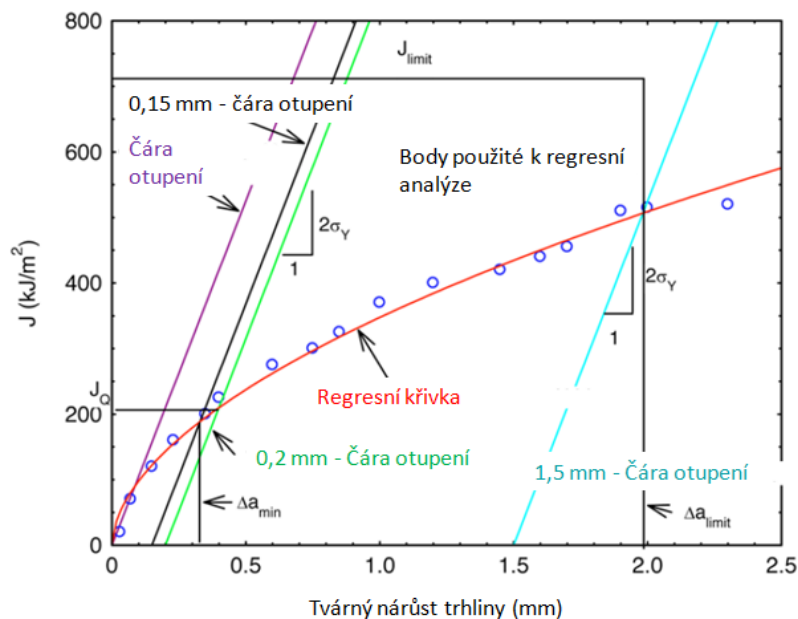 800
600
400
200
0
J (kJ/m²)
J_Q
J_limit
0,15 mm - čára otupení
Čára
otupení
Body použité k regresní
analýze
2σ_Y
1
2σ_Y
1
Regresní křivka
0,2 mm - Čára otupení
1,5 mm - Čára otupení
Δa_min
Δa_limit
0
0.5
1.0
1.5
2.0
2.5
Tvárný nárůst trhliny (mm)